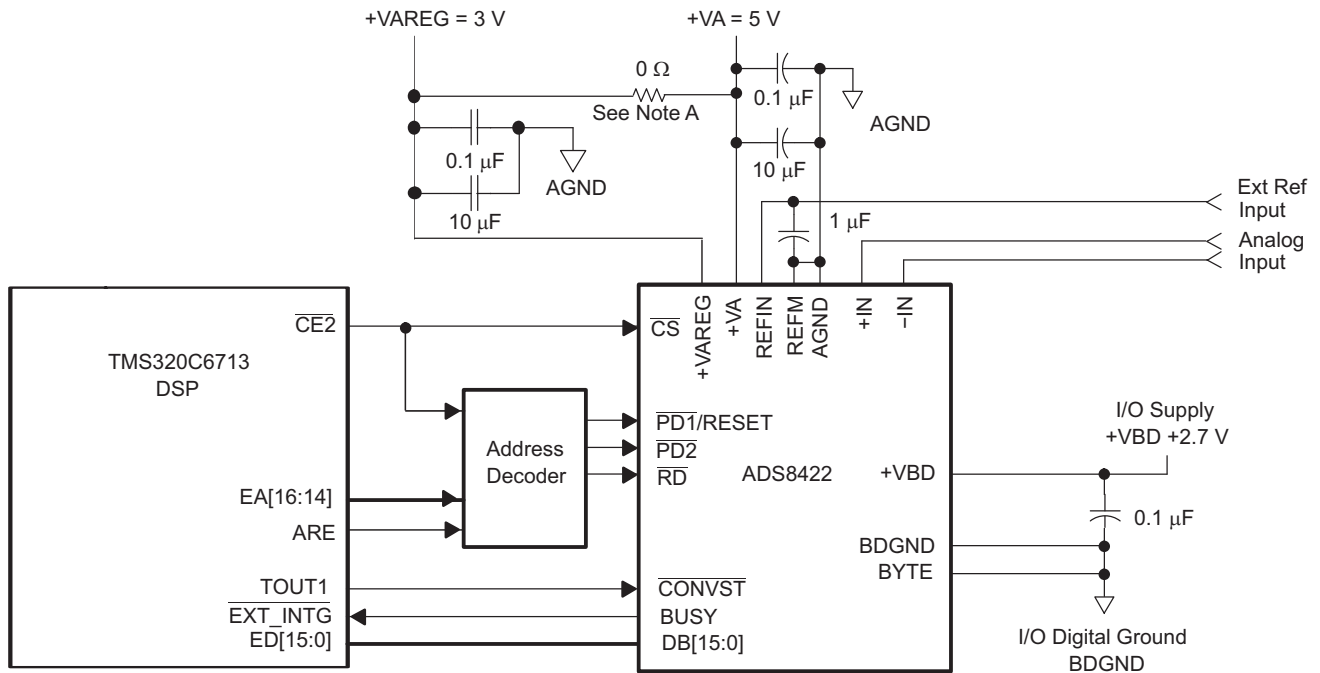 +VAREG = 3 V
+VA = 5 V
0 Ω
See Note A
0.1 μF
AGND
0.1 μF
AGND
10 μF
10 μF
1 μF
Ext Ref
Input
Analog
Input
TMS320C6713
DSP
CE2
EA[16:14]
ARE
TOUT1
EXT_INTG
ED[15:0]
Address
Decoder
CS
+VAREG
+VA
REFIN
REFM
AGND
+IN
−IN
PD1/RESET
PD2
RD
ADS8422
+VBD
BDGND
BYTE
CONVST
BUSY
DB[15:0]
I/O Supply
+VBD +2.7 V
0.1 μF
I/O Digital Ground
BDGND